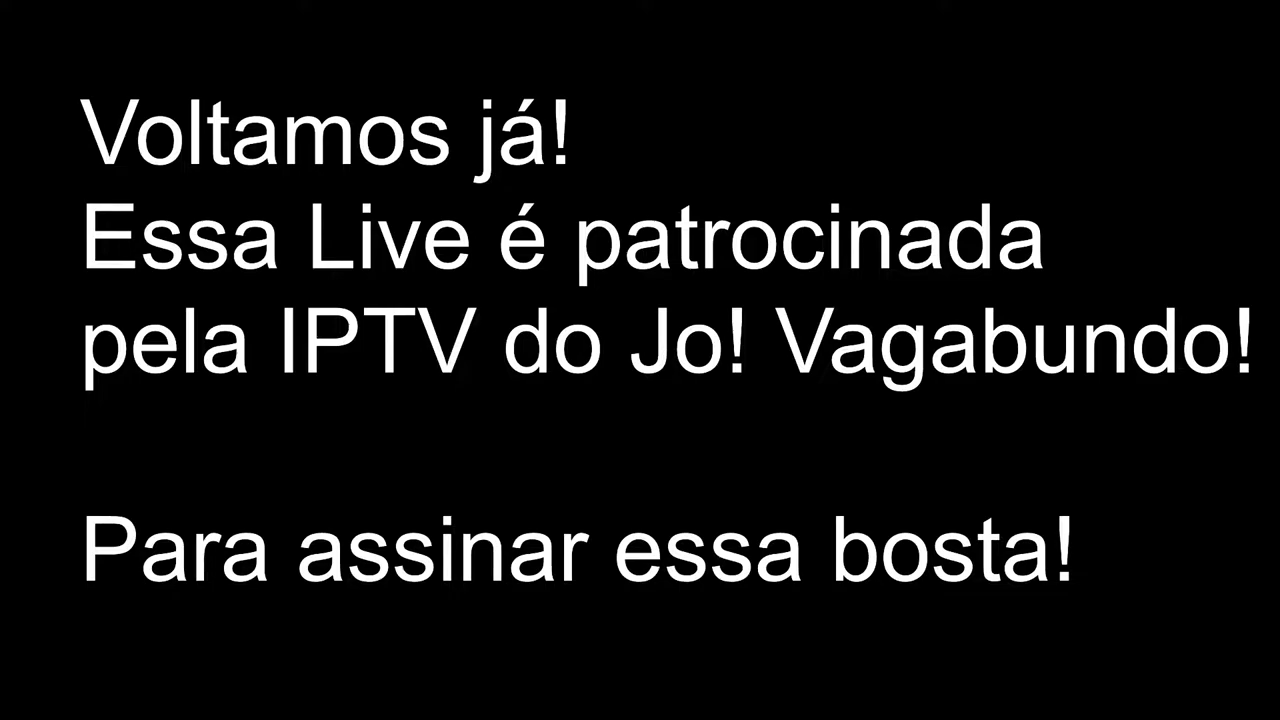 Voltamos já!
Essa Live é patrocinada
pela IPTV do Jo! Vagabundo!
Para assinar essa bosta!